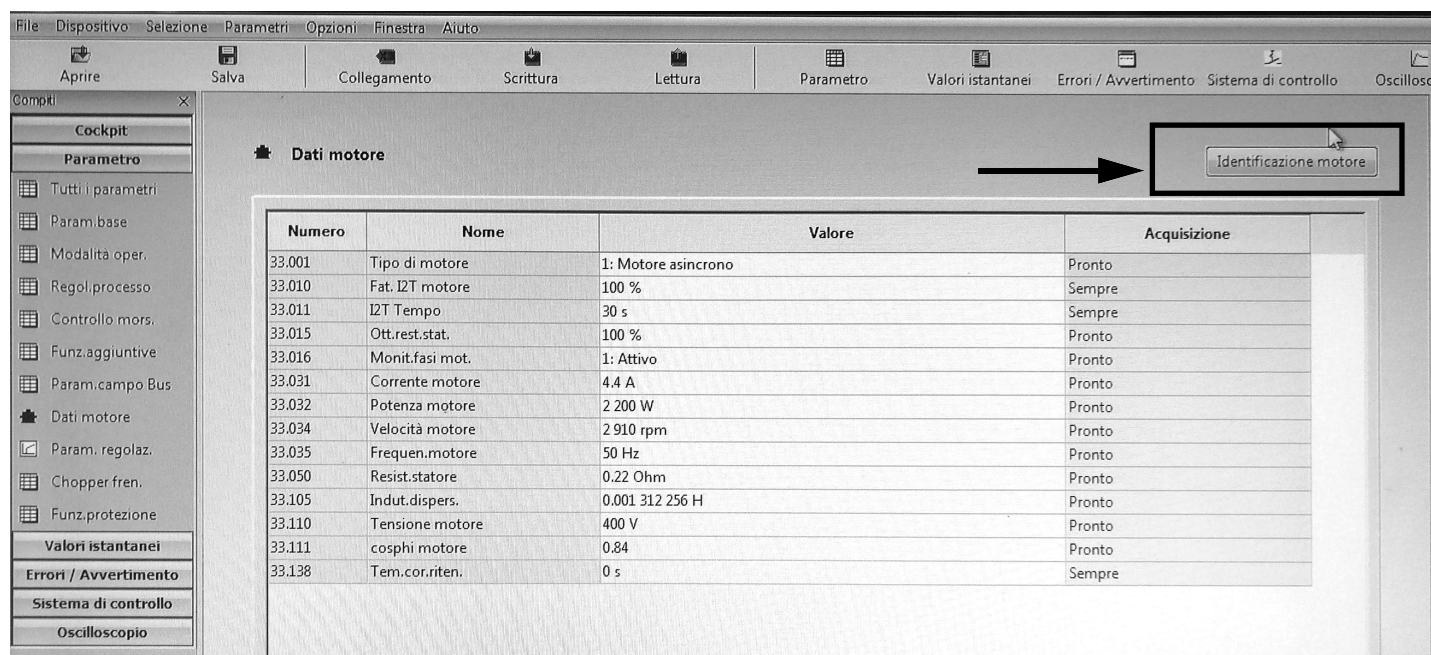 File Dispositivo Selezione Parametri Opzioni Finestra Aiuto
Aprire Salva Collegamento Scrittura Lettura Parametro Valori istantanei Errori / Avvertimento Sistema di controllo Oscillosc
Compiti
Cockpit
Parametro
Tutti i parametri
Param.base
Modalità oper.
Regol.processo
Controllo mors.
Funz.aggiuntive
Param.campo Bus
Dati motore
Param. regolaz.
Chopper fren.
Funz.protezione
Valori istantanei
Errori / Avvertimento
Sistema di controllo
Oscilloscopio
Dati motore
Identificazione motore
Numero Nome Valore Acquisizione
33.001 Tipo di motore 1: Motore asincrono Pronto
33.010 Fat. I2T motore 100 % Sempre
33.011 I2T Tempo 30 s Sempre
33.015 Ott.rest.stat. 100 % Pronto
33.016 Monit.fasi mot. 1: Attivo Pronto
33.031 Corrente motore 4.4 A Pronto
33.032 Potenza motore 2 200 W Pronto
33.034 Velocità motore 2 910 rpm Pronto
33.035 Frequen.motore 50 Hz Pronto
33.050 Resist.statore 0.22 Ohm Pronto
33.105 Indut.dispers. 0.001 312 256 H Pronto
33.110 Tensione motore 400 V Pronto
33.111 cosphi motore 0.84 Pronto
33.138 Tem.cor.riten. 0 s Sempre